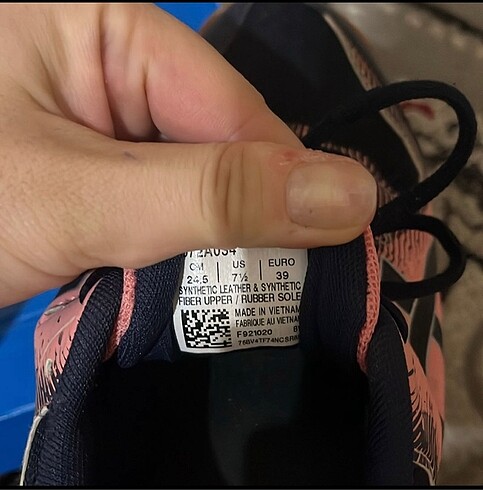 CM US EURO
24,5 7½ 39
SYNTHETIC LEATHER & SYNTHETIC
FIBER UPPER / RUBBER SOLE
MADE IN VIETNAM
FABRIQUE AU VIETNAM
F921020